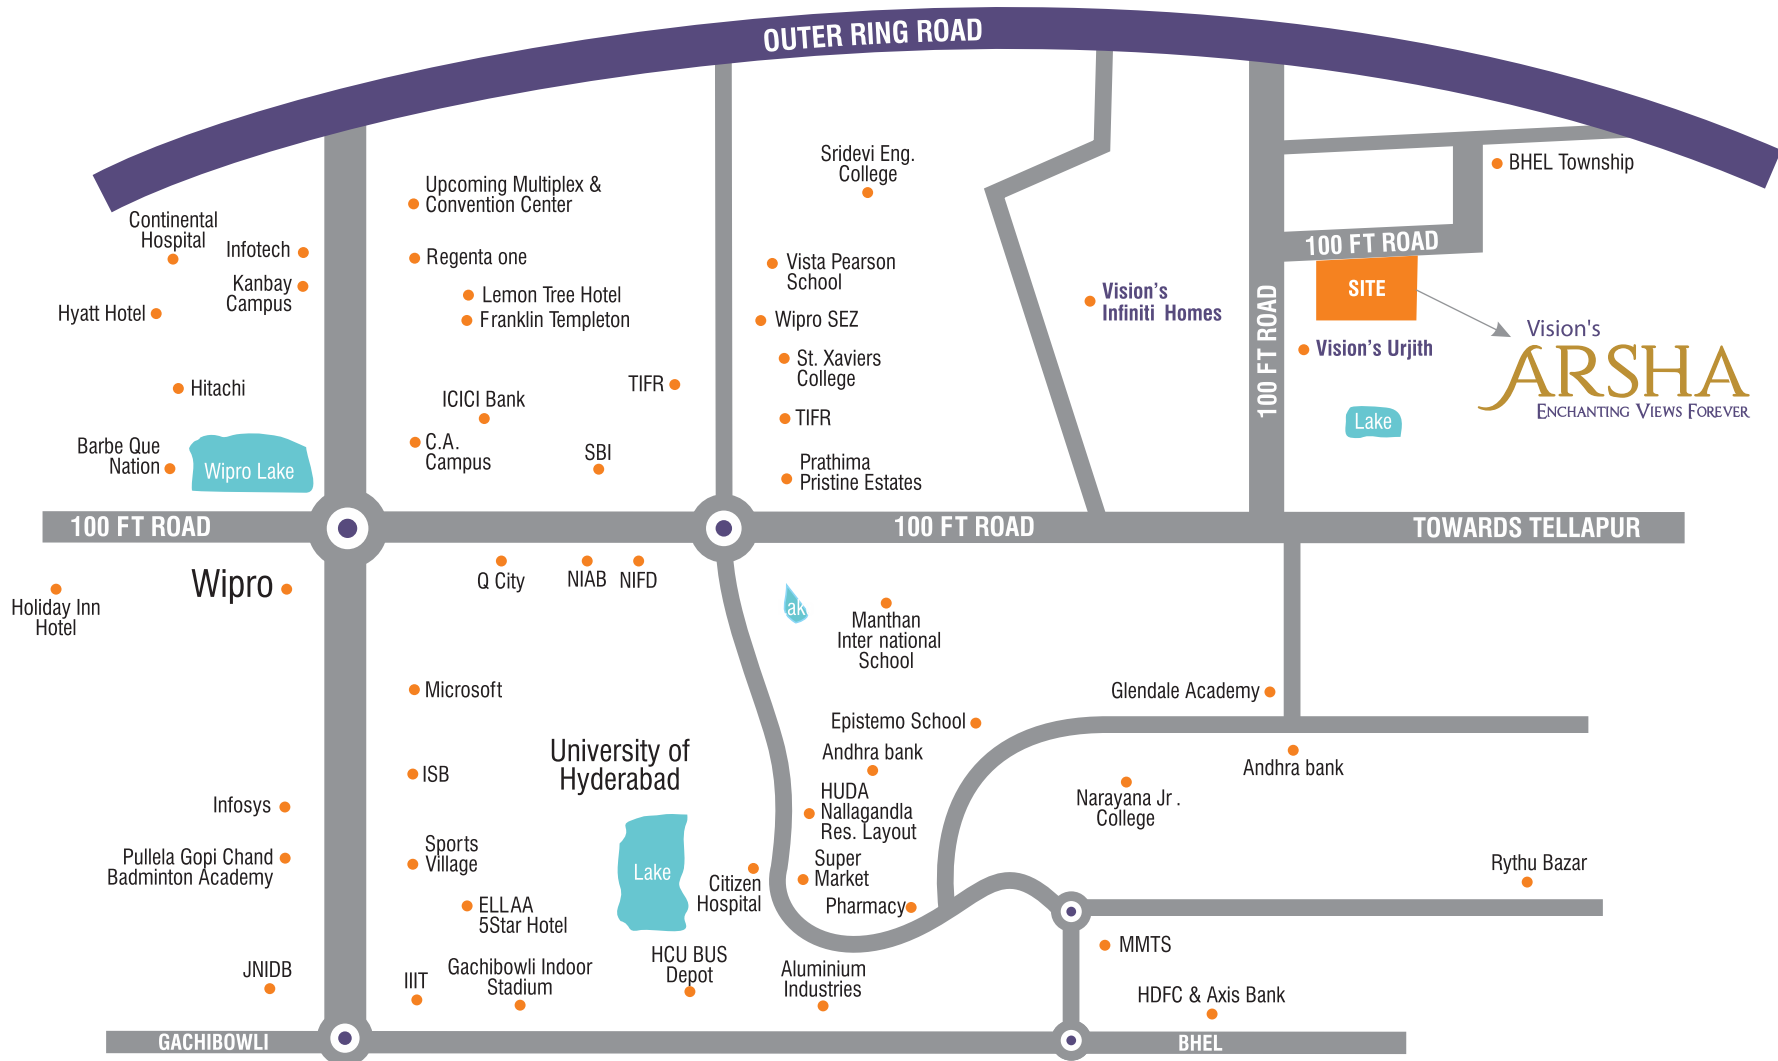 OUTER RING ROAD
Sridevi Eng.
College
BHEL Township
Upcoming Multiplex &
Convention Center
Continental
Hospital
Infotech
Regenta one
Kanbay
Campus
Hyatt Hotel
Lemon Tree Hotel
Franklin Templeton
Vista Pearson
School
Wipro SEZ
St. Xaviers
College
TIFR
TIFR
Prathima
Pristine Estates
Vision's
Infiniti Homes
100 FT ROAD
100 FT ROAD
SITE
Vision's Urjith
Lake
Vision's
ARSHA
ENCHANTING VIEWS FOREVER
Hitachi
ICICI Bank
C.A.
Campus
SBI
Barbe Que
Nation
Wipro Lake
100 FT ROAD
100 FT ROAD
TOWARDS TELLAPUR
Holiday Inn
Hotel
Wipro
Q City
NIAB
NIFD
ak
Manthan
Inter national
School
Microsoft
Glendale Academy
Epistemo School
University of
Hyderabad
Andhra bank
Andhra bank
ISB
HUDA
Nallagandla
Res. Layout
Narayana Jr .
College
Infosys
Pullela Gopi Chand
Badminton Academy
Sports
Village
Lake
Super
Market
Citizen
Hospital
Pharmacy
Rythu Bazar
ELLAA
5Star Hotel
MMTS
HCU BUS
Depot
JNIDB
IIIT
Gachibowli Indoor
Stadium
Aluminium
Industries
HDFC & Axis Bank
GACHIBOWLI
BHEL